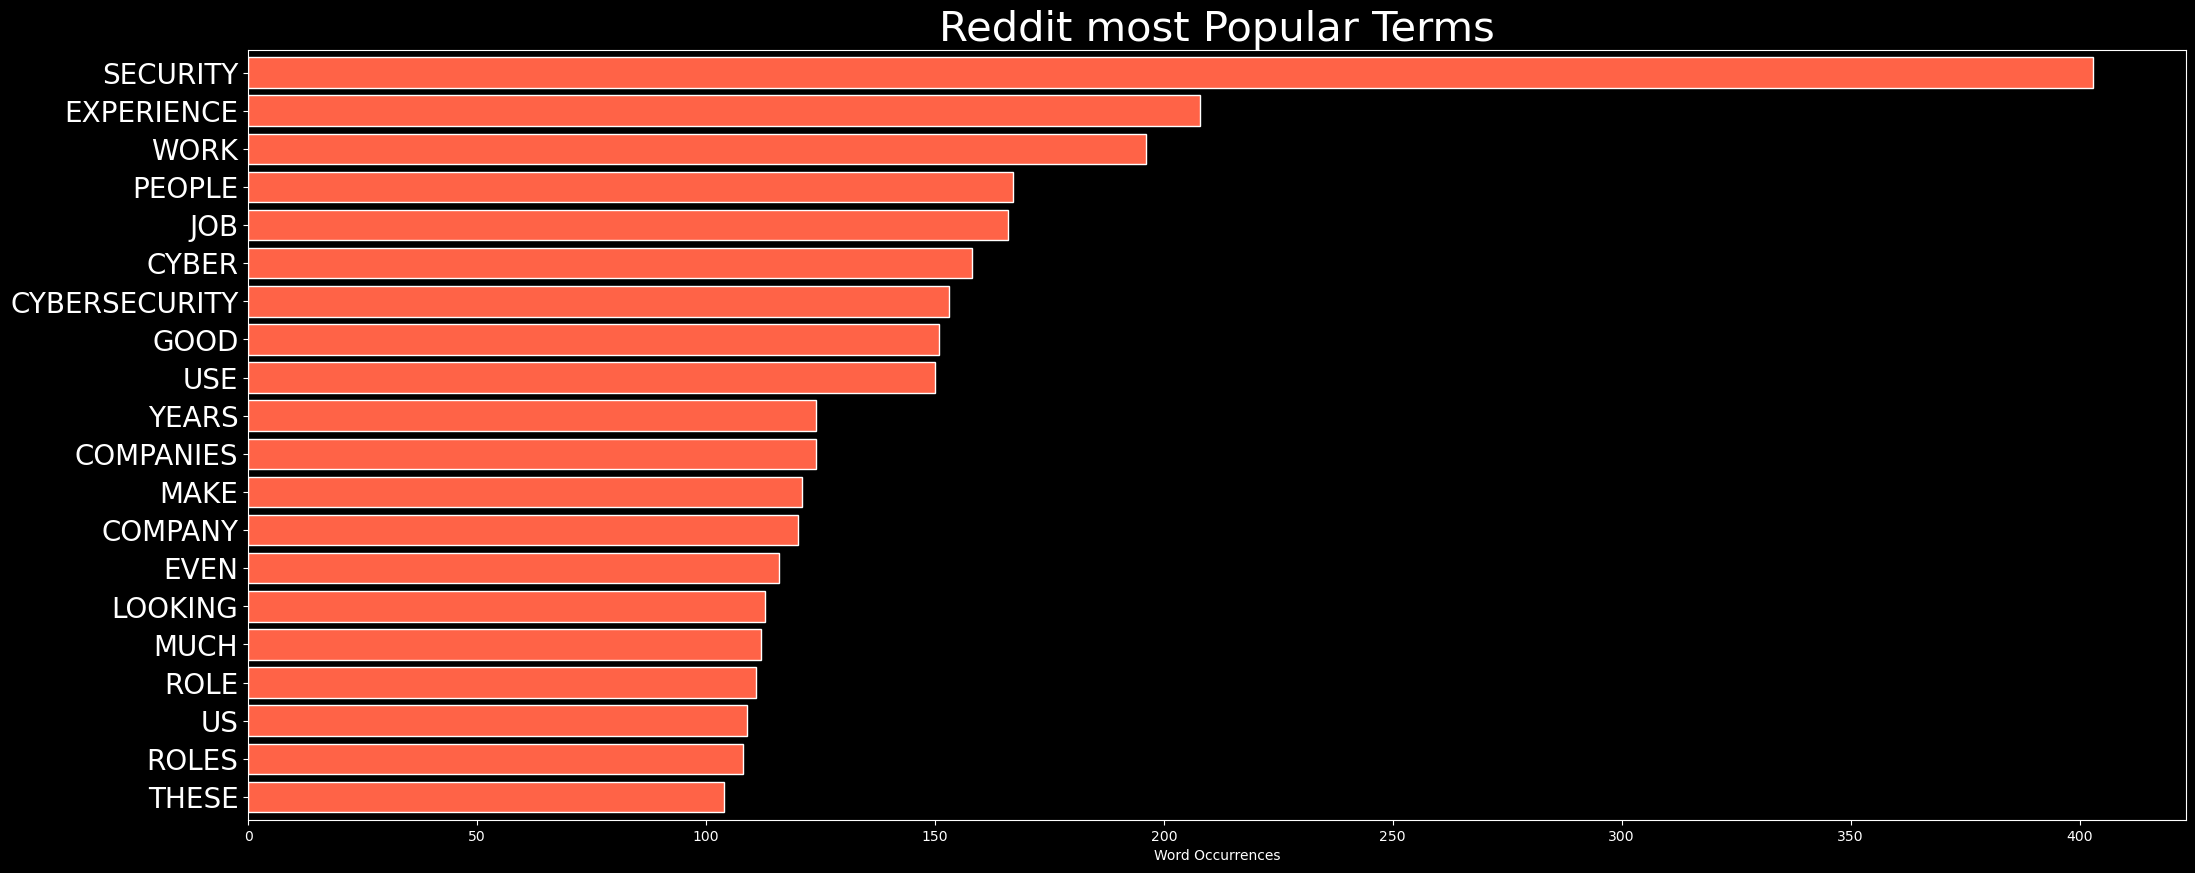 Reddit most Popular Terms
SECURITY
EXPERIENCE
WORK
PEOPLE
JOB
CYBER
CYBERSECURITY
GOOD
USE
YEARS
COMPANIES
MAKE
COMPANY
EVEN
LOOKING
MUCH
ROLE
US
ROLES
THESE
0 50 100 150 200 250 300 350 400
Word Occurrences